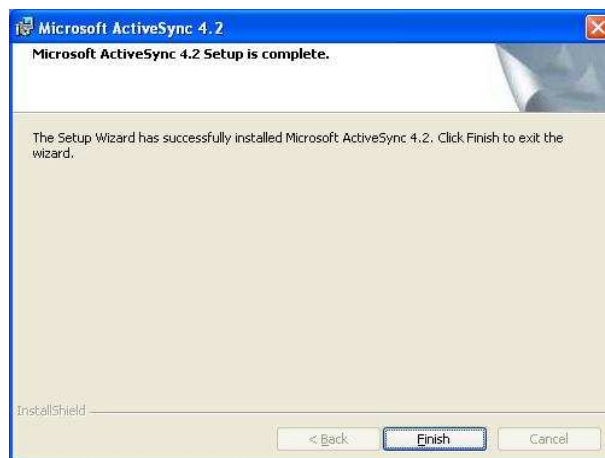 Microsoft ActiveSync 4.2
Microsoft ActiveSync 4.2 Setup is complete.
The Setup Wizard has successfully installed Microsoft ActiveSync 4.2. Click Finish to exit the
wizard.
InstallShield
< Back Finish Cancel